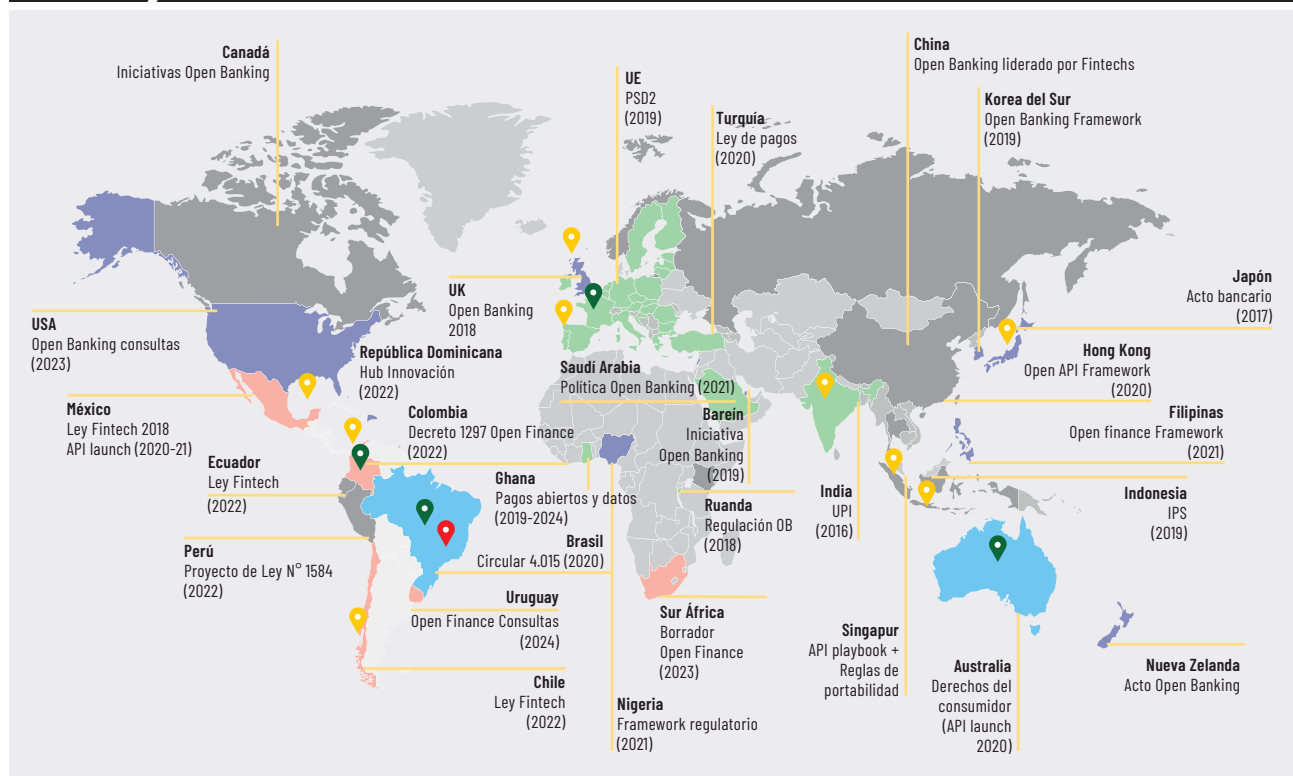 Canadá
Iniciativas Open Banking
UE
PSD2
(2019)
Turquía
Ley de pagos
(2020)
China
Open Banking liderado por Fintechs
Korea del Sur
Open Banking Framework
(2019)
USA
Open Banking consultas
(2023)
UK
Open Banking
2018
Japón
Acto bancario
(2017)
República Dominicana
Hub Innovación
(2022)
Saudí Arabia
Política Open Banking (2021)
Hong Kong
Open API Framework
(2020)
México
Ley Fintech 2018
API launch (2020-21)
Colombia
Decreto 1297 Open Finance
(2022)
Bareín
Iniciativa
Open Banking
(2019)
Filipinas
Open finance Framework
(2021)
Ecuador
Ley Fintech
(2022)
Ghana
Pagos abiertos y datos
(2019-2024)
Ruanda
Regulación OB
(2018)
India
UPI
(2016)
Indonesia
IPS
(2019)
Perú
Proyecto de Ley N° 1584
(2022)
Brasil
Circular 4.015 (2020)
Uruguay
Open Finance Consultas
(2024)
Sur África
Borrador
Open Finance
(2023)
Singapur
API playbook +
Reglas de
portabilidad
Australia
Derechos del
consumidor
(API launch
2020)
Nueva Zelanda
Acto Open Banking
Chile
Ley Fintech
(2022)
Nigeria
Framework regulatorio
(2021)